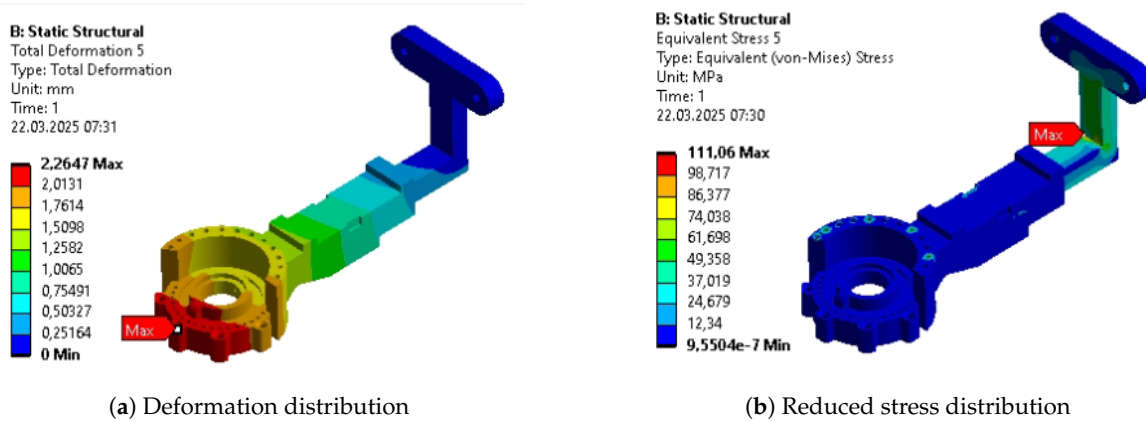 B: Static Structural
Total Deformation 5
Type: Total Deformation
Unit: mm
Time: 1
22.03.2025 07:31
2,2647 Max
2,0131
1,7614
1,5098
1,2582
1,0065
0,75491
0,50327
0,25164
0 Min
Max
(a) Deformation distribution
B: Static Structural
Equivalent Stress 5
Type: Equivalent (von-Mises) Stress
Unit: MPa
Time: 1
22.03.2025 07:30
111,06 Max
98,717
86,377
74,038
61,698
49,358
37,019
24,679
12,34
9,5504e-7 Min
Max
(b) Reduced stress distribution